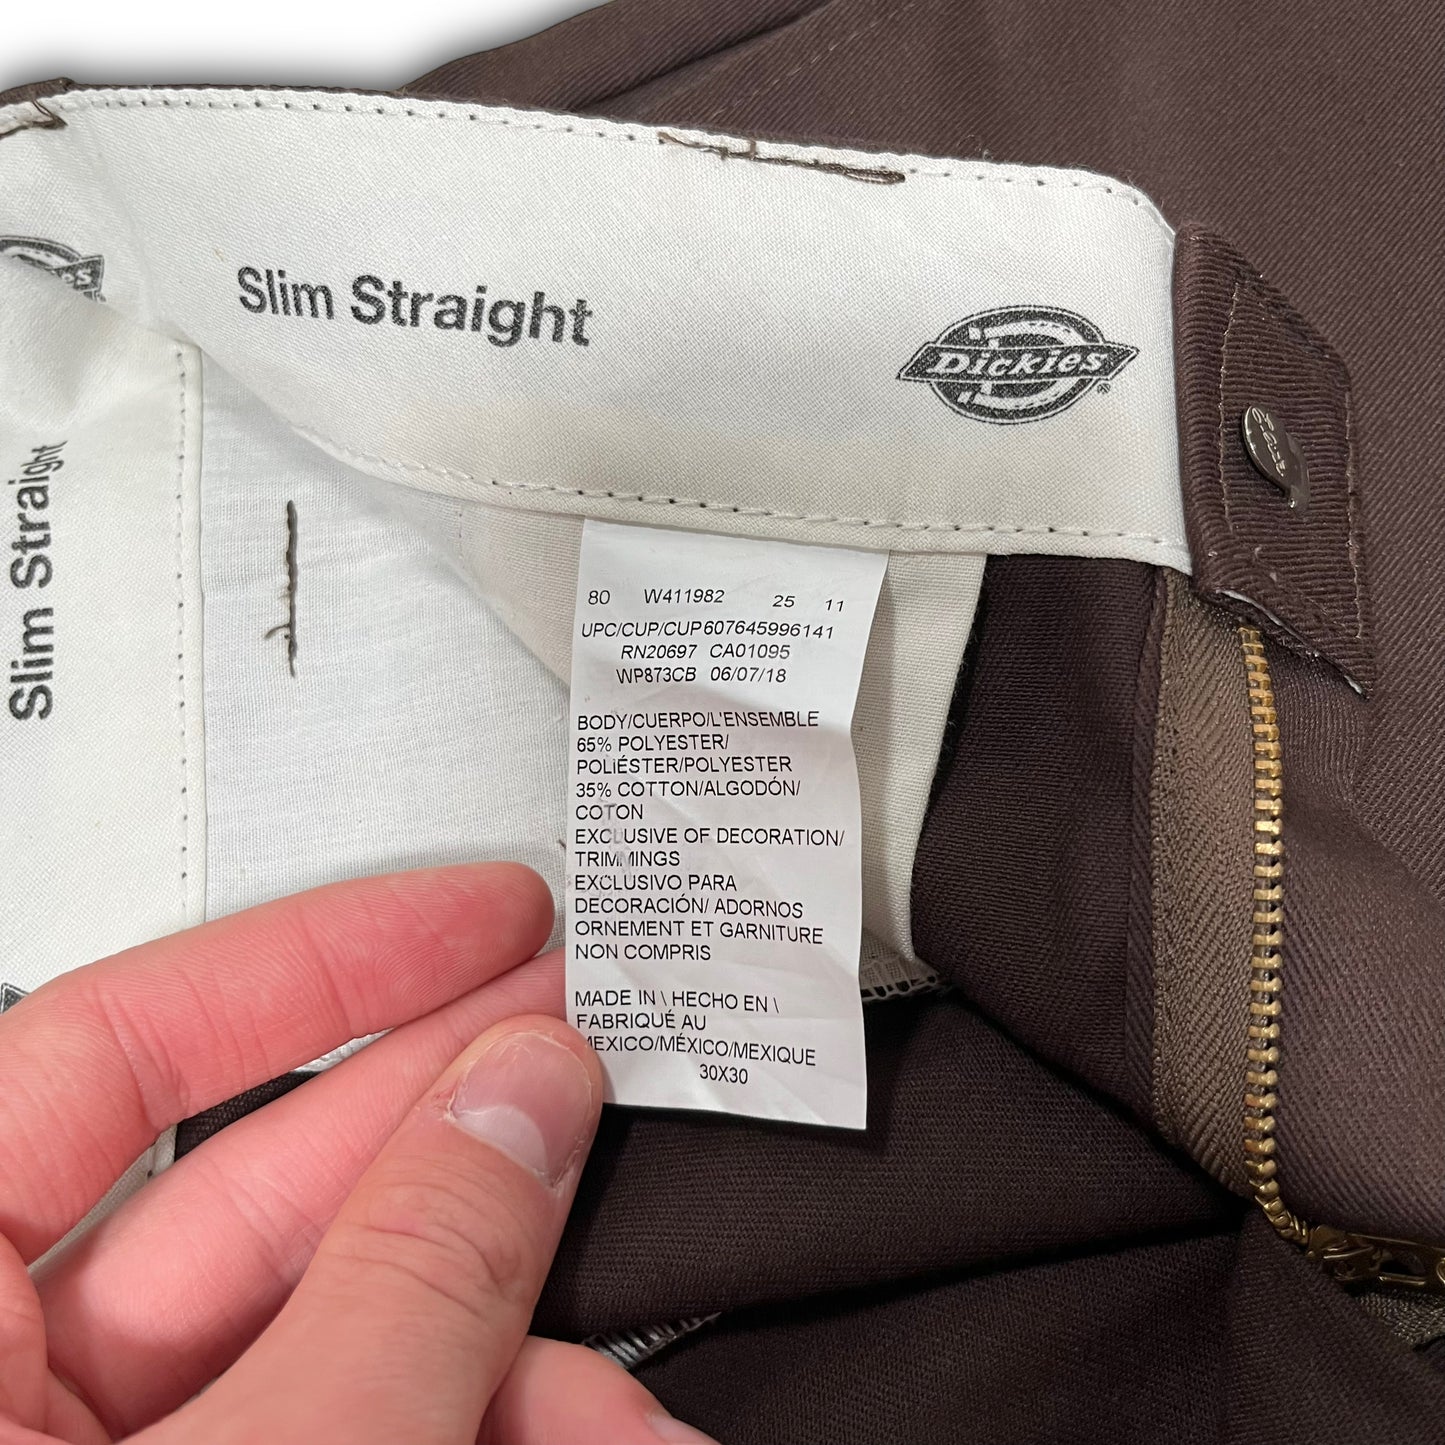 Slim Straight
Dickies
®
Slim Straight
80 W411982 25 11
UPC/CUP/CUP607645996141
RN20697 CA01095
WP873CB 06/07/18
BODY/CUERPO/L'ENSEMBLE
65% POLYESTER/
POLIÉSTER/POLYESTER
35% COTTON/ALGODÓN/
COTON
EXCLUSIVE OF DECORATION/
TRIMMINGS
EXCLUSIVO PARA
DECORACIÓN/ ADORNOS
ORNEMENT ET GARNITURE
NON COMPRIS
MADE IN \ HECHO EN \
FABRIQUÉ AU
MEXICO/MÉXICO/MEXIQUE
30X30